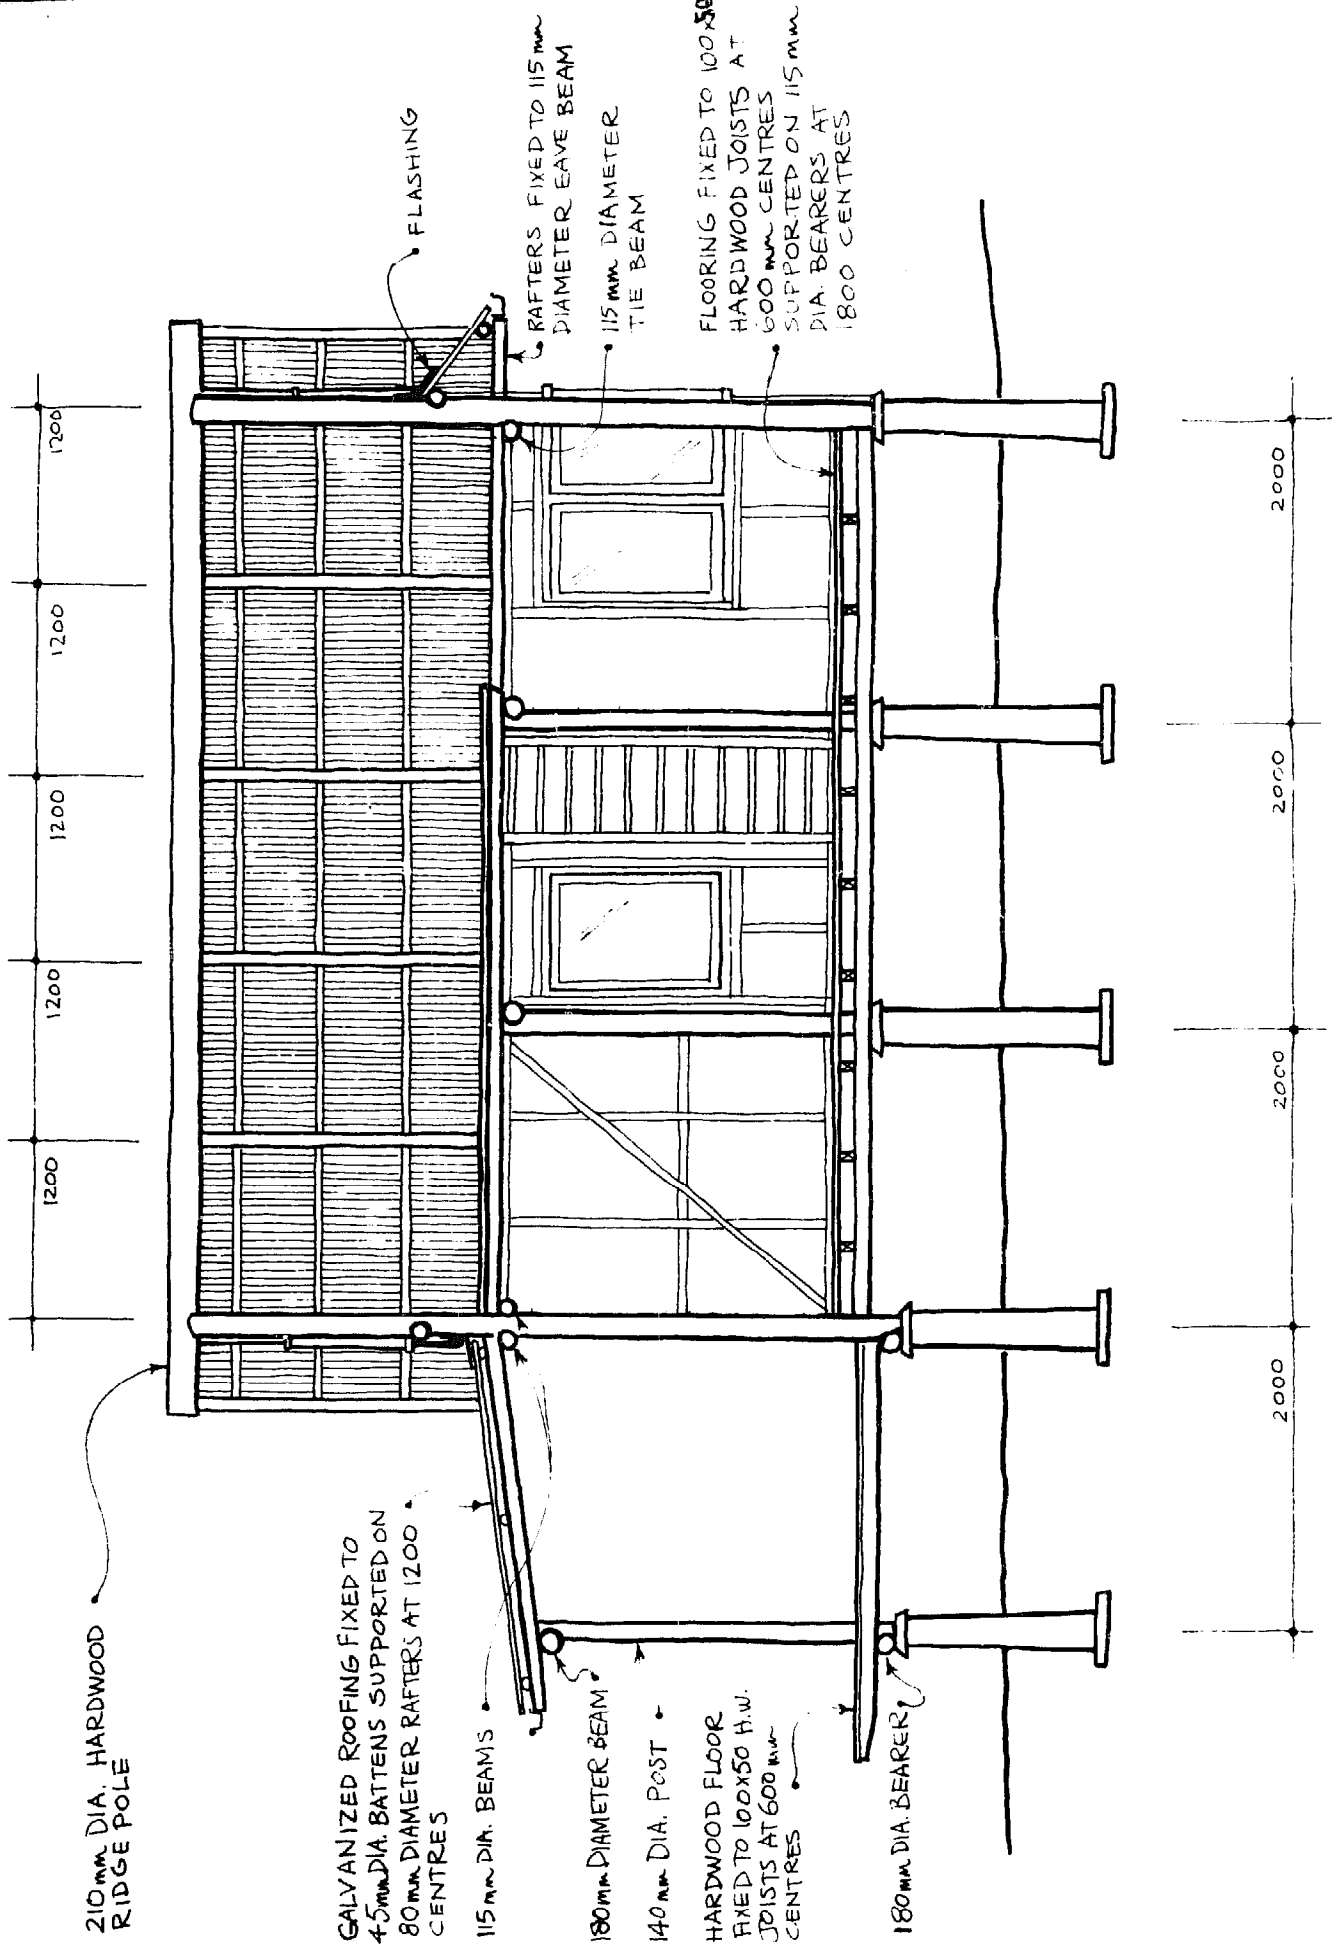 1200
1200
1200
1200
1200
210mm DIA. HARDWOOD
RIDGE POLE
FLASHING
RAFTERS FIXED TO 115mm
DIAMETER EAVE BEAM
115mm DIAMETER
TIE BEAM
FLOORING FIXED TO 100x50
HARDWOOD JOISTS AT
600mm CENTRES
SUPPORTED ON 115mm
DIA. BEARERS AT
1800 CENTRES
GALVANIZED ROOFING FIXED TO
45mm DIA. BATTENS SUPPORTED ON
80mm DIAMETER RAFTERS AT 1200
CENTRES
115mm DIA. BEAMS
180mm DIAMETER BEAM
140mm DIA. POST
HARDWOOD FLOOR
FIXED TO 100x50 H.W.
JOISTS AT 600mm
CENTRES
180mm DIA. BEARER
2000
2000
2000
2000